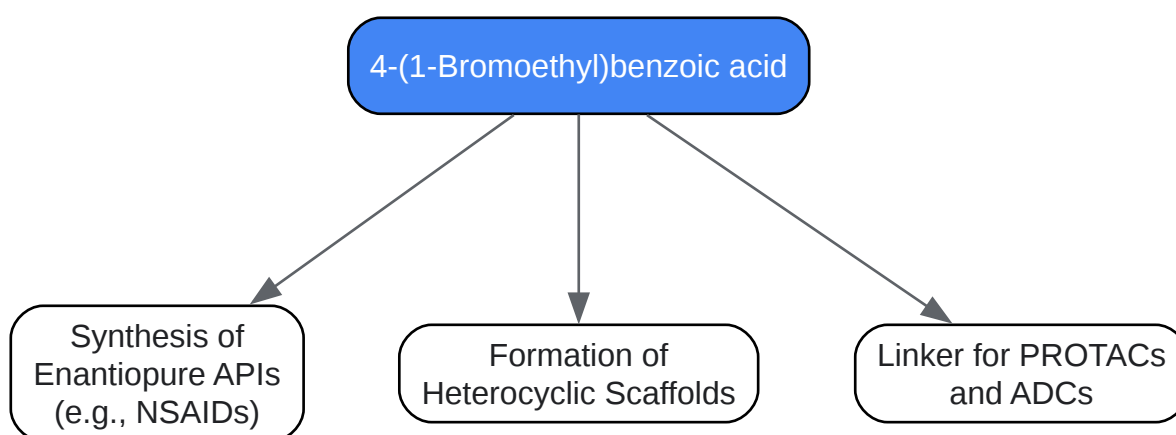 4-(1-Bromoethyl)benzoic acid
Synthesis of
Enantiopure APIs
(e.g., NSAIDs)
Formation of
Heterocyclic Scaffolds
Linker for PROTACs
and ADCs